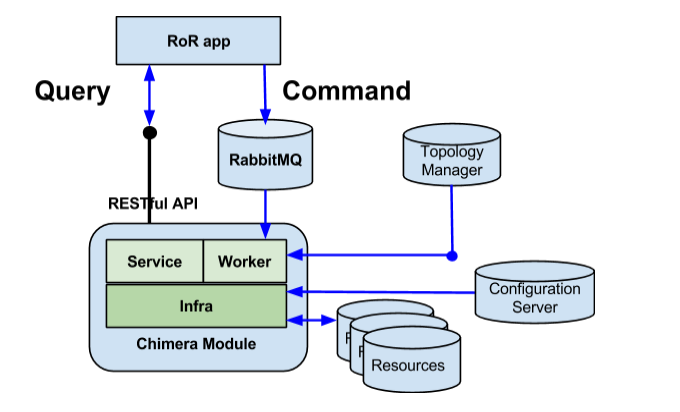 RoR app
Query
Command
RabbitMQ
Topology
Manager
RESTful API
Service
Worker
Infra
Chimera Module
Configuration
Server
Resources